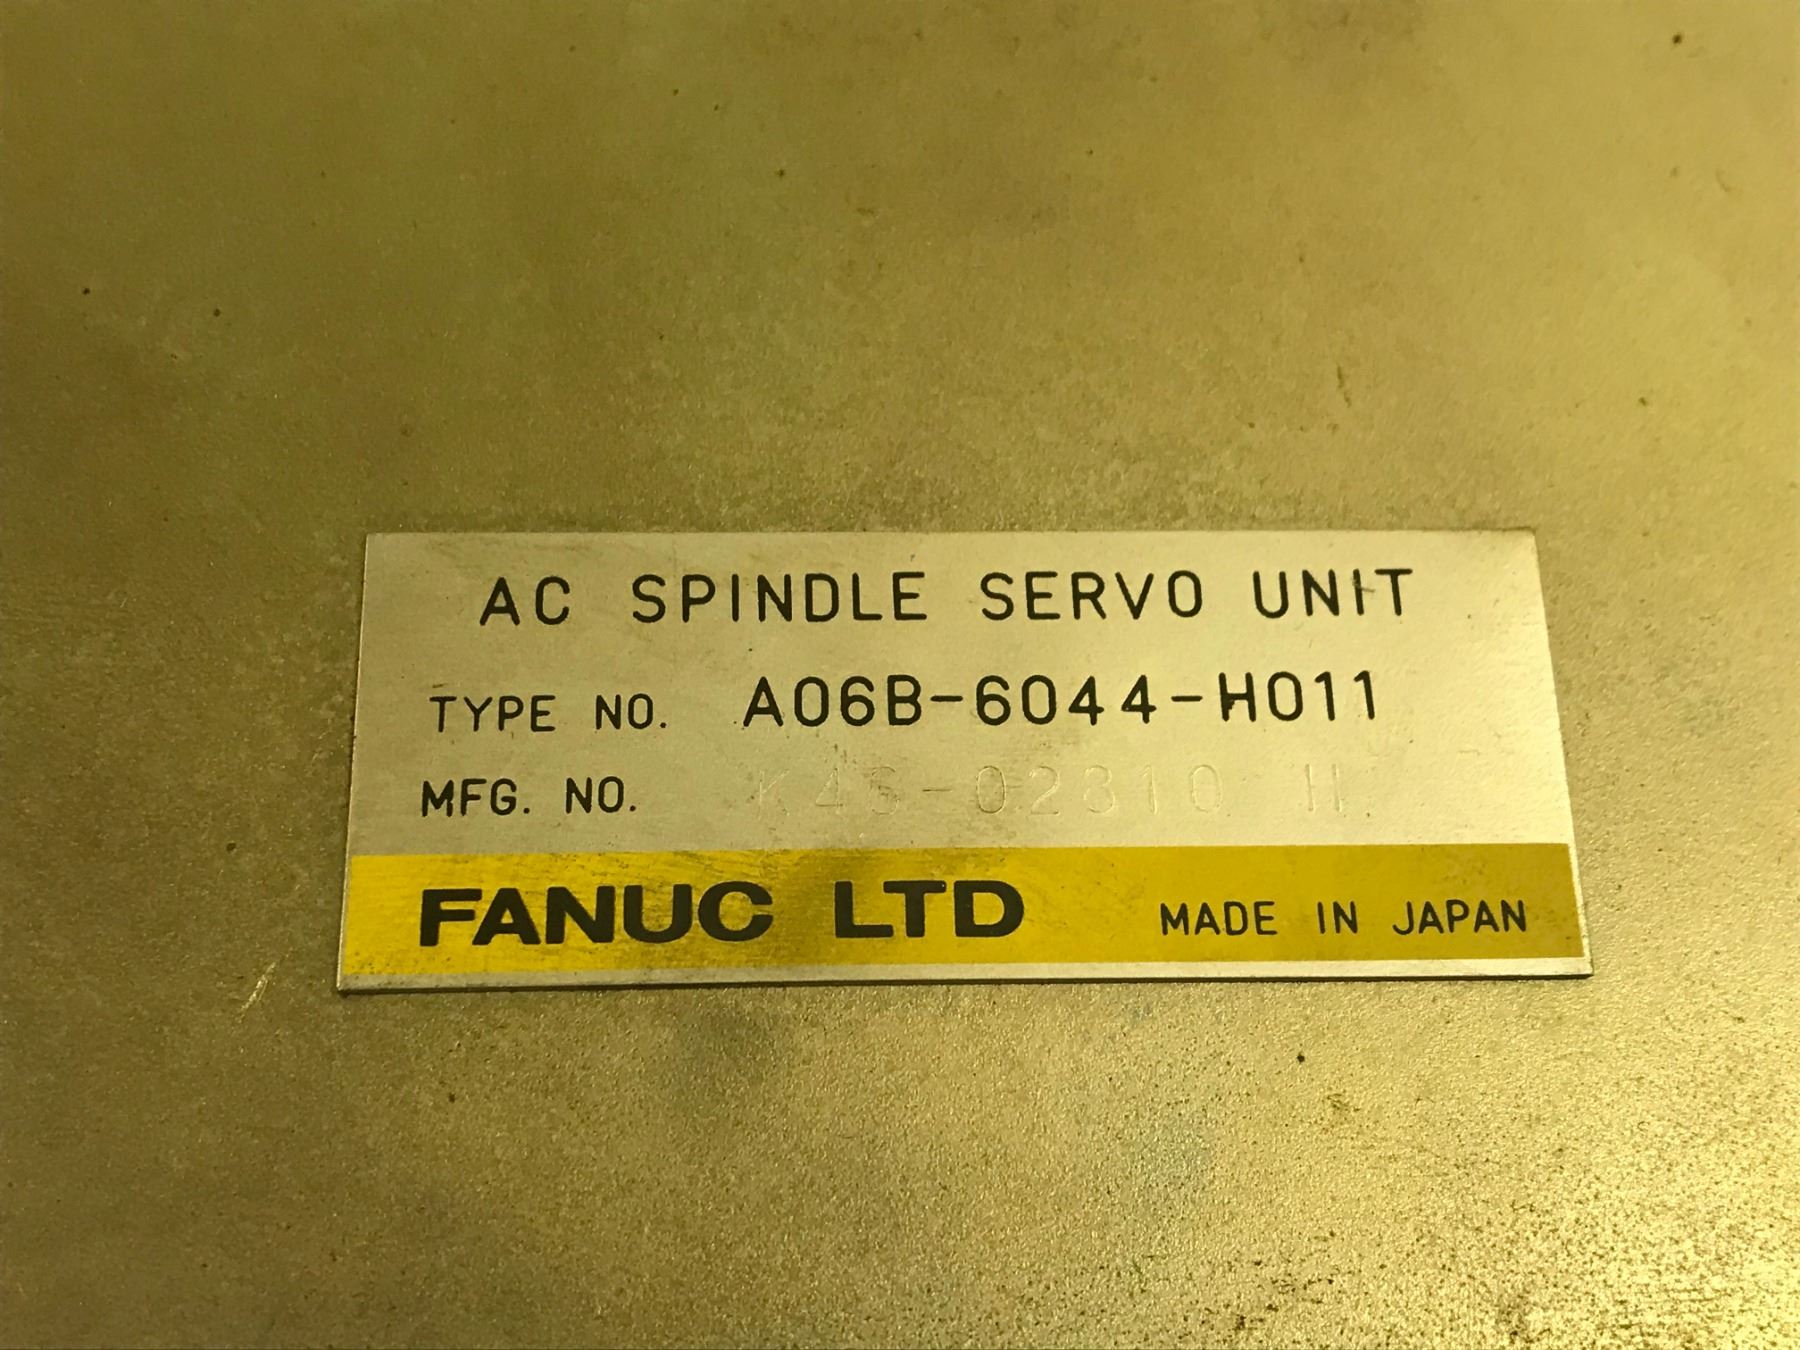 AC SPINDLE SERVO UNIT
TYPE NO. A06B-6044-H011
MFG. NO.
FANUC LTD MADE IN JAPAN